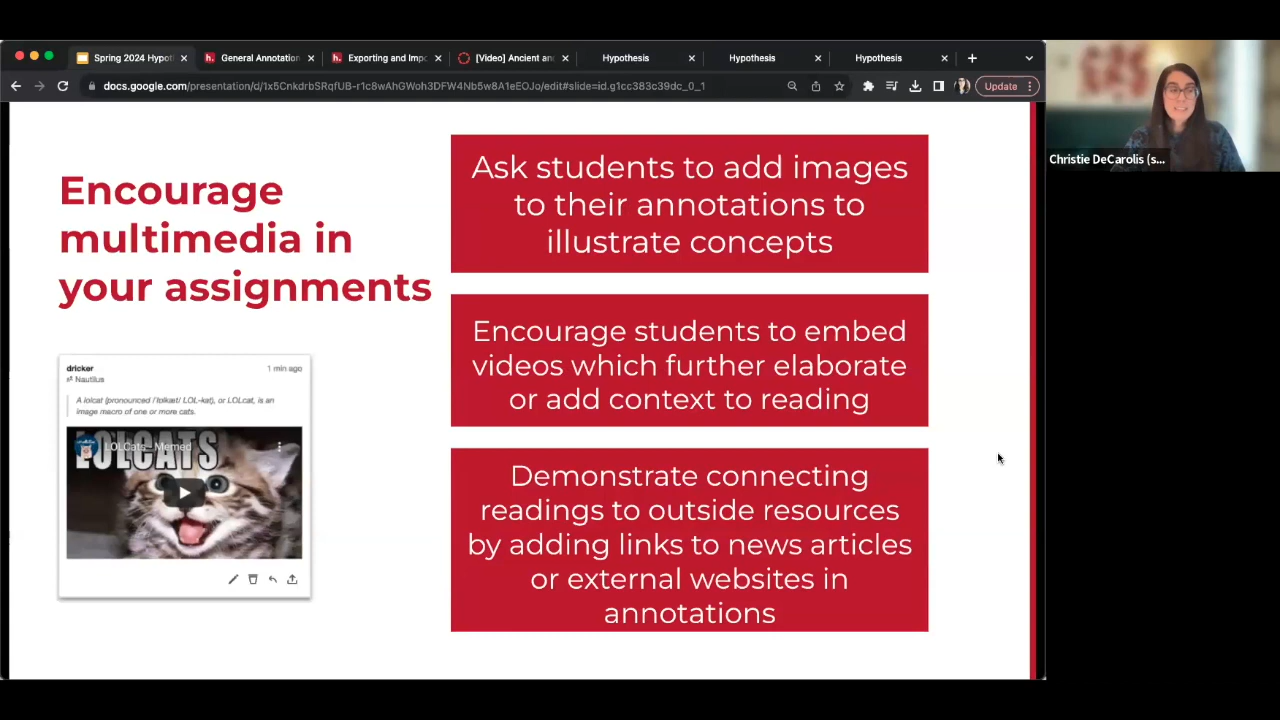 Spring 2024 Hypot
General Annotation
Exporting and Impo
[Video] Ancient an
Hypothesis
Hypothesis
Hypothesis
docs.google.com/presentation/d/1x5CnkdrbSRqfUB-r1c8wAhGWoh3DFW4Nb5w8A1eEOJo/edit#slide=id.g1cc383c39dc_0_1
Update
Christie DeCarolis (s...
Encourage
multimedia in
your assignments
dricker
1 min ago
Nautilus
A lolcat (pronounced /ˈlɒlkæt/ LOL-kat), or LOLcat, is an
image macro of one or more cats.
LOLCATS
LOLCats - Memed
Ask students to add images
to their annotations to
illustrate concepts
Encourage students to embed
videos which further elaborate
or add context to reading
Demonstrate connecting
readings to outside resources
by adding links to news articles
or external websites in
annotations